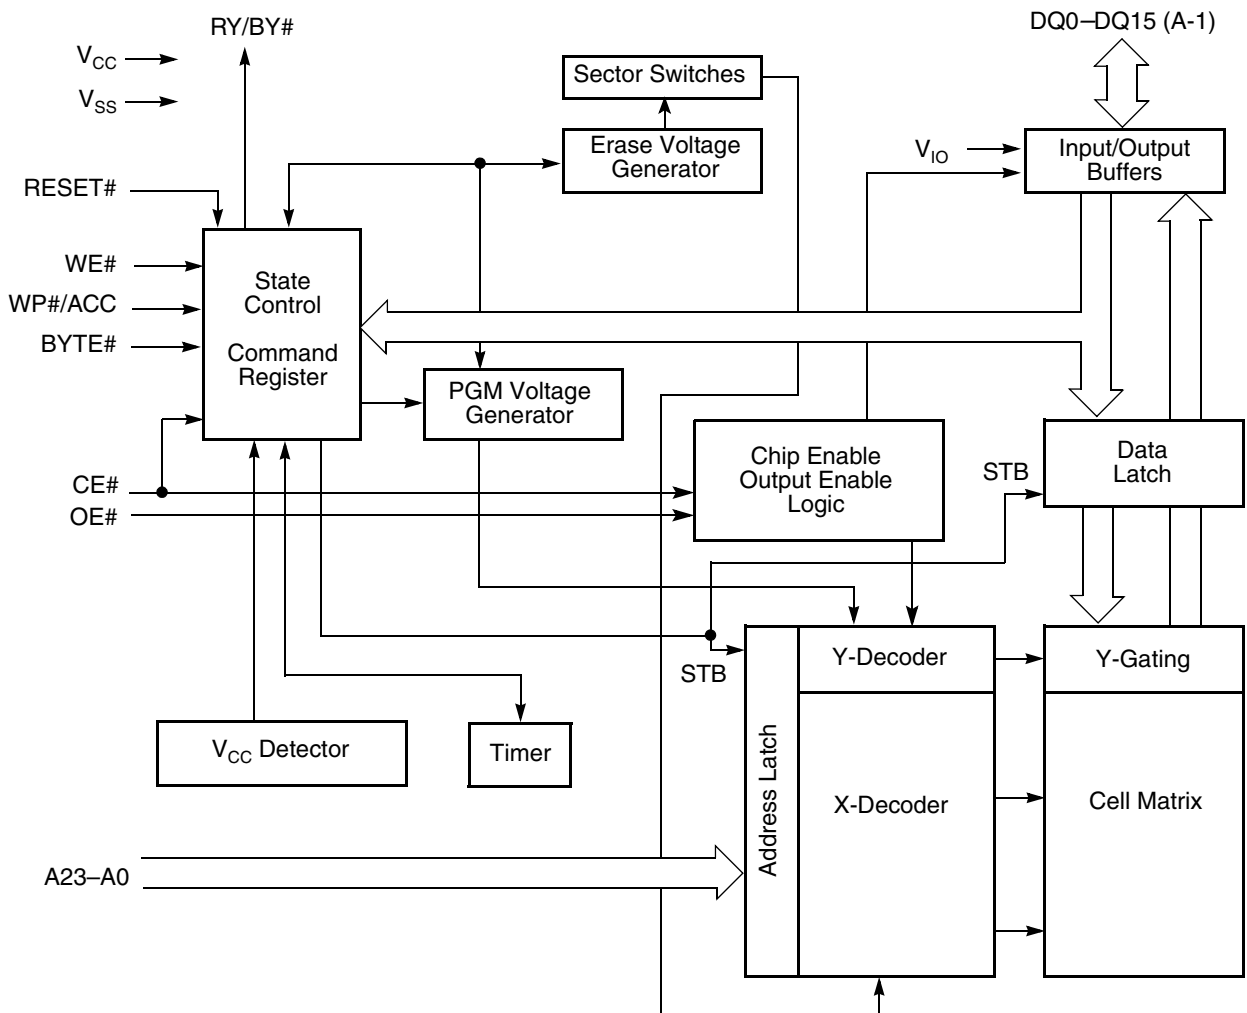 RY/BY#
DQ0–DQ15 (A-1)
VCC
VSS
Sector Switches
Erase Voltage
Generator
VIO
Input/Output
Buffers
RESET#
WE#
WP#/ACC
BYTE#
State
Control
Command
Register
PGM Voltage
Generator
CE#
OE#
Chip Enable
Output Enable
Logic
STB
Data
Latch
STB
Y-Decoder
Y-Gating
VCC Detector
Timer
Address Latch
X-Decoder
Cell Matrix
A23–A0